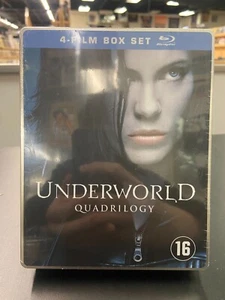 4-FILM BOX SET
UNDERWORLD
QUADRILOGY
16